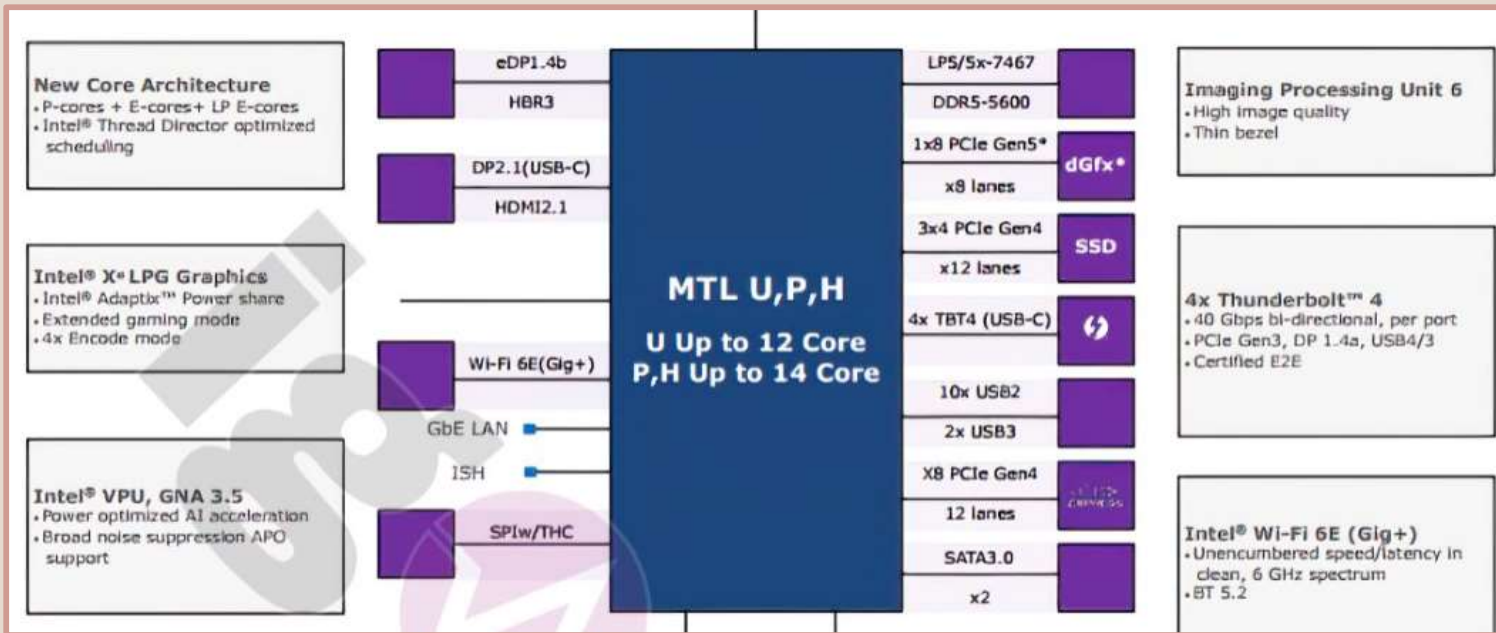 New Core Architecture
• P-cores + E-cores+ LP E-cores
• Intel® Thread Director optimized
scheduling
Intel® Xe LPG Graphics
• Intel® Adaptix™ Power share
• Extended gaming mode
• 4x Encode mode
Intel® VPU, GNA 3.5
• Power optimized AI acceleration
• Broad noise suppression APO
support
eDP1.4b
HBR3
DP2.1(USB-C)
HDMI2.1
Wi-Fi 6E(Gig+)
GbE LAN
ISH
SPIw/THC
MTL U,P,H
U Up to 12 Core
P,H Up to 14 Core
LP5/5x-7467
DDR5-5600
1x8 PCIe Gen5*
dGfx*
x8 lanes
3x4 PCIe Gen4
SSD
x12 lanes
4x TBT4 (USB-C)
10x USB2
2x USB3
X8 PCIe Gen4
12 lanes
SATA3.0
x2
Imaging Processing Unit 6
• High image quality
• Thin bezel
4x Thunderbolt™ 4
• 40 Gbps bi-directional, per port
• PCIe Gen3, DP 1.4a, USB4/3
• Certified E2E
Intel® Wi-Fi 6E (Gig+)
• Unencumbered speed/latency in
clean, 6 GHz spectrum
• BT 5.2